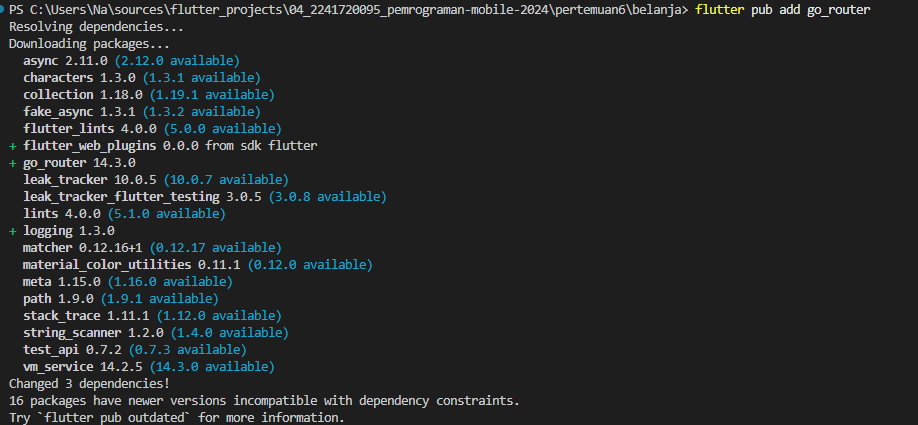 PS C:\Users\Na\sources\flutter_projects\04_2241720095_pemrograman-mobile-2024\pertemuan6\belanja> flutter pub add go_router
Resolving dependencies...
Downloading packages...
  async 2.11.0 (2.12.0 available)
  characters 1.3.0 (1.3.1 available)
  collection 1.18.0 (1.19.1 available)
  fake_async 1.3.1 (1.3.2 available)
  flutter_lints 4.0.0 (5.0.0 available)
+ flutter_web_plugins 0.0.0 from sdk flutter
+ go_router 14.3.0
  leak_tracker 10.0.5 (10.0.7 available)
  leak_tracker_flutter_testing 3.0.5 (3.0.8 available)
  lints 4.0.0 (5.1.0 available)
+ logging 1.3.0
  matcher 0.12.16+1 (0.12.17 available)
  material_color_utilities 0.11.1 (0.12.0 available)
  meta 1.15.0 (1.16.0 available)
  path 1.9.0 (1.9.1 available)
  stack_trace 1.11.1 (1.12.0 available)
  string_scanner 1.2.0 (1.4.0 available)
  test_api 0.7.2 (0.7.3 available)
  vm_service 14.2.5 (14.3.0 available)
Changed 3 dependencies!
16 packages have newer versions incompatible with dependency constraints.
Try `flutter pub outdated` for more information.